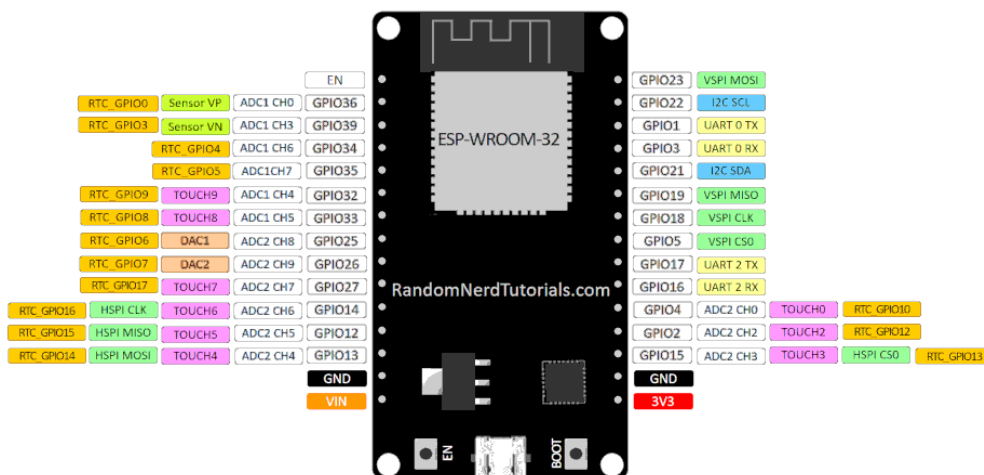 EN GPIO23 VSPI MOSI
RTC_GPIO0 Sensor VP ADC1 CH0 GPIO36 GPIO22 I2C SCL
RTC_GPIO3 Sensor VN ADC1 CH3 GPIO39 GPIO1 UART 0 TX
ESP-WROOM-32
RTC_GPIO4 ADC1 CH6 GPIO34 GPIO3 UART 0 RX
RTC_GPIO5 ADC1CH7 GPIO35 GPIO21 I2C SDA
RTC_GPIO9 TOUCH9 ADC1 CH4 GPIO32 GPIO19 VSPI MISO
RTC_GPIO8 TOUCH8 ADC1 CH5 GPIO33 GPIO18 VSPI CLK
RTC_GPIO6 DAC1 ADC2 CH8 GPIO25 GPIO5 VSPI CS0
RTC_GPIO7 DAC2 ADC2 CH9 GPIO26 GPIO17 UART 2 TX
RTC_GPIO17 TOUCH7 ADC2 CH7 GPIO27 RandomNerdTutorials.com GPIO16 UART 2 RX
RTC_GPIO16 HSPI CLK TOUCH6 ADC2 CH6 GPIO14 GPIO4 ADC2 CH0 TOUCH0 RTC_GPIO10
RTC_GPIO15 HSPI MISO TOUCH5 ADC2 CH5 GPIO12 GPIO2 ADC2 CH2 TOUCH2 RTC_GPIO12
RTC_GPIO14 HSPI MOSI TOUCH4 ADC2 CH4 GPIO13 GPIO15 ADC2 CH3 TOUCH3 HSPI CS0 RTC_GPIO13
GND GND
VIN 3V3
EN BOOT